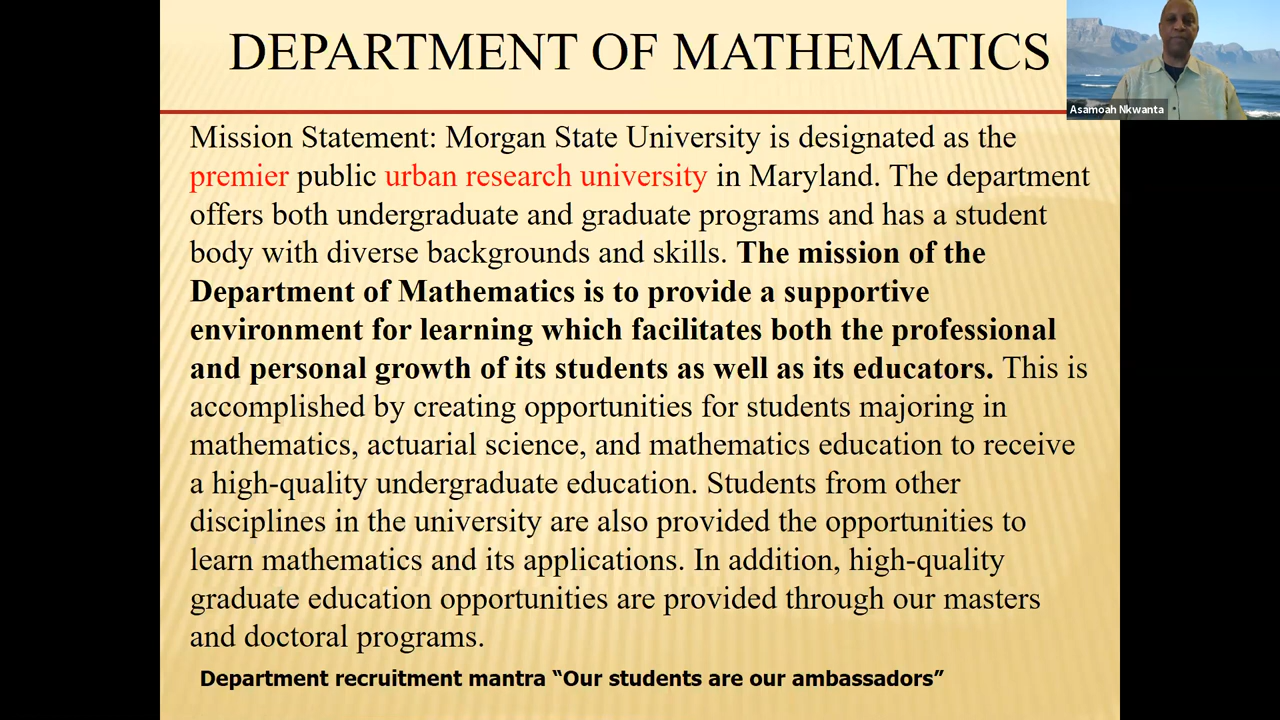 DEPARTMENT OF MATHEMATICS
Asamoah Nkwanta
Mission Statement: Morgan State University is designated as the
premier public urban research university in Maryland. The department
offers both undergraduate and graduate programs and has a student
body with diverse backgrounds and skills. The mission of the
Department of Mathematics is to provide a supportive
environment for learning which facilitates both the professional
and personal growth of its students as well as its educators. This is
accomplished by creating opportunities for students majoring in
mathematics, actuarial science, and mathematics education to receive
a high-quality undergraduate education. Students from other
disciplines in the university are also provided the opportunities to
learn mathematics and its applications. In addition, high-quality
graduate education opportunities are provided through our masters
and doctoral programs.
Department recruitment mantra “Our students are our ambassadors”